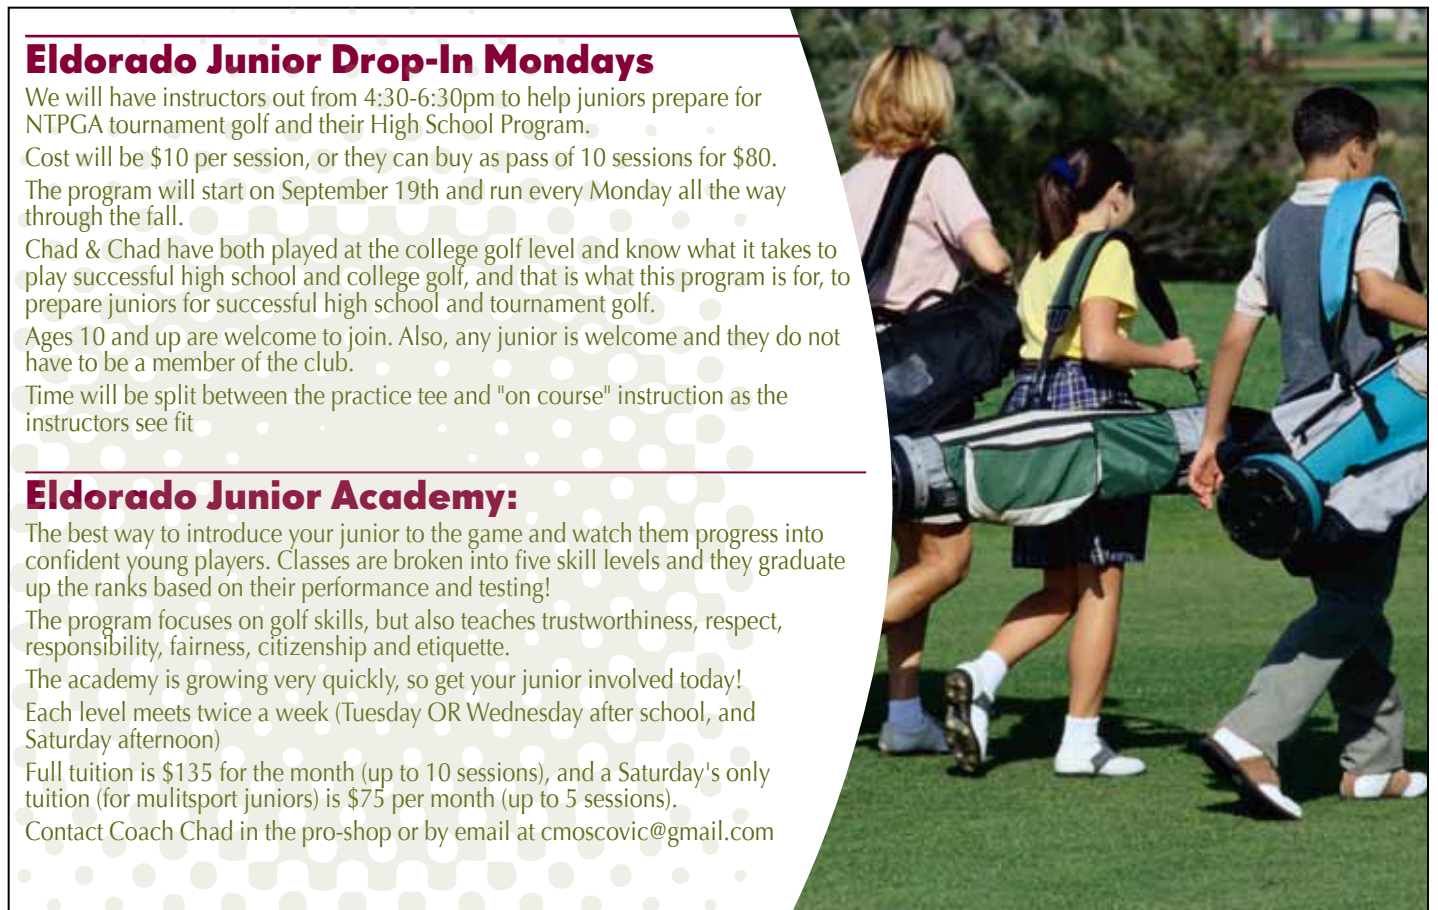 Eldorado Junior Drop-In Mondays
We will have instructors out from 4:30-6:30pm to help juniors prepare for
NTPGA tournament golf and their High School Program.
Cost will be $10 per session, or they can buy as pass of 10 sessions for $80.
The program will start on September 19th and run every Monday all the way
through the fall.
Chad & Chad have both played at the college golf level and know what it takes to
play successful high school and college golf, and that is what this program is for, to
prepare juniors for successful high school and tournament golf.
Ages 10 and up are welcome to join. Also, any junior is welcome and they do not
have to be a member of the club.
Time will be split between the practice tee and "on course" instruction as the
instructors see fit
Eldorado Junior Academy:
The best way to introduce your junior to the game and watch them progress into
confident young players. Classes are broken into five skill levels and they graduate
up the ranks based on their performance and testing!
The program focuses on golf skills, but also teaches trustworthiness, respect,
responsibility, fairness, citizenship and etiquette.
The academy is growing very quickly, so get your junior involved today!
Each level meets twice a week (Tuesday OR Wednesday after school, and
Saturday afternoon)
Full tuition is $135 for the month (up to 10 sessions), and a Saturday's only
tuition (for mulitsport juniors) is $75 per month (up to 5 sessions).
Contact Coach Chad in the pro-shop or by email at cmoscovic@gmail.com